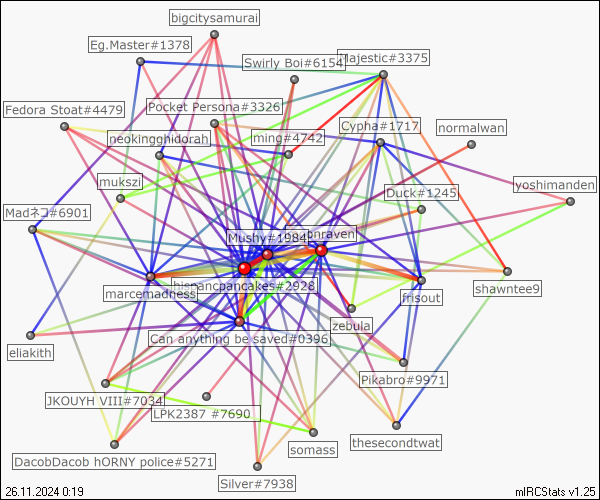 bigcitysamurai
Eg.Master#1378
Swirly Boi#6154
Majestic#3375
Fedora Stoat#4479
Pocket Persona#3326
Cypha#1717
normalwan
neokingghidorah
ming#4742
mukszi
Duck#1245
yoshimanden
Madネコ#6901
Mushy#1984
onraven
hispancpancakes#2928
marcemadness
frisout
shawntee9
zebula
Can anything be saved#0396
eliakith
Pikabro#9971
JKOUYH VIII#7034
LPK2387 #7690
thesecondtwat
somass
DacobDacob hORNY police#5271
Silver#7938
26.11.2024 0:19
mIRCStats v1.25